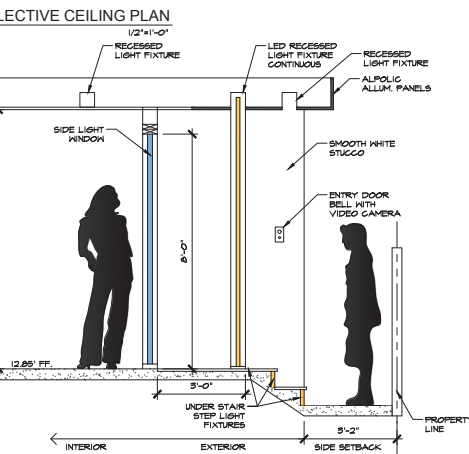 LECTIVE CEILING PLAN
1/2"=1'-0"
RECESSED
LIGHT FIXTURE
LED RECESSED
LIGHT FIXTURE
CONTINUOUS
RECESSED
LIGHT FIXTURE
ALPOLIC
ALLUM. PANELS
SIDE LIGHT
WINDOW
SMOOTH WHITE
STUCCO
ENTRY DOOR
BELL WITH
VIDEO CAMERA
8'-0"
12.85' FF.
3'-0"
UNDER STAIR
STEP LIGHT
FIXTURES
3'-2"
PROPERTY
LINE
INTERIOR
EXTERIOR
SIDE SETBACK